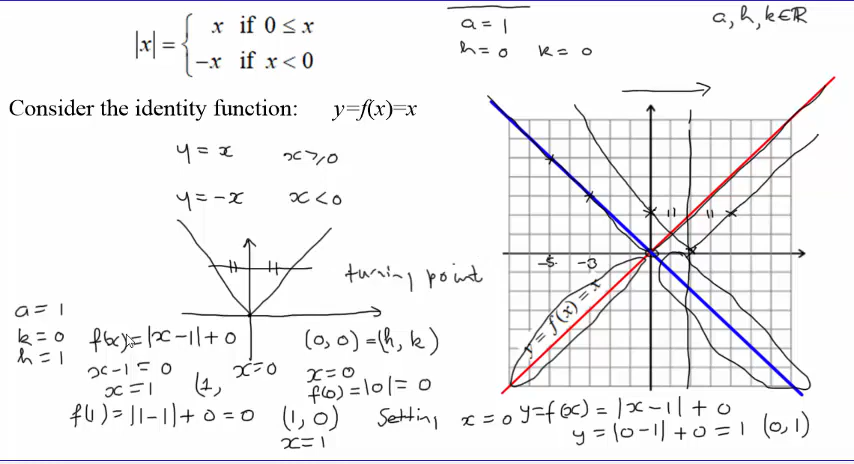 |x| = { x if 0 ≤ x
-x if x < 0
a = 1
h = 0 k = 0
a, h, k ∈ ℝ
Consider the identity function: y=f(x)=x
y = x x ≥ 0
y = -x x < 0
-5 -3
turning point
y = f(x) = x
a = 1
k = 0
h = 1
f(x) = |x - 1| + 0
(0, 0) = (h, k)
x - 1 = 0
x = 0
x = 0
x = 1
(1,
f(0) = |0| = 0
f(1) = |1 - 1| + 0 = 0
(1, 0)
x = 1
Setting x = 0 y = f(x) = |x - 1| + 0
y = |0 - 1| + 0 = 1 (0, 1)